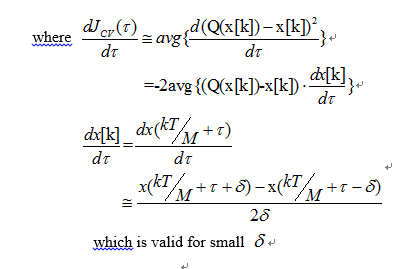 where dJ_cv(τ)/dτ ≅ avg{d(Q(x[k])−x[k])²/dτ}
=-2avg{(Q(x[k])-x[k])·dx[k]/dτ}
dx[k]/dτ = dx(kT/M+τ)/dτ
≅ x(kT/M+τ+δ)−x(kT/M+τ−δ)/2δ
which is valid for small δ